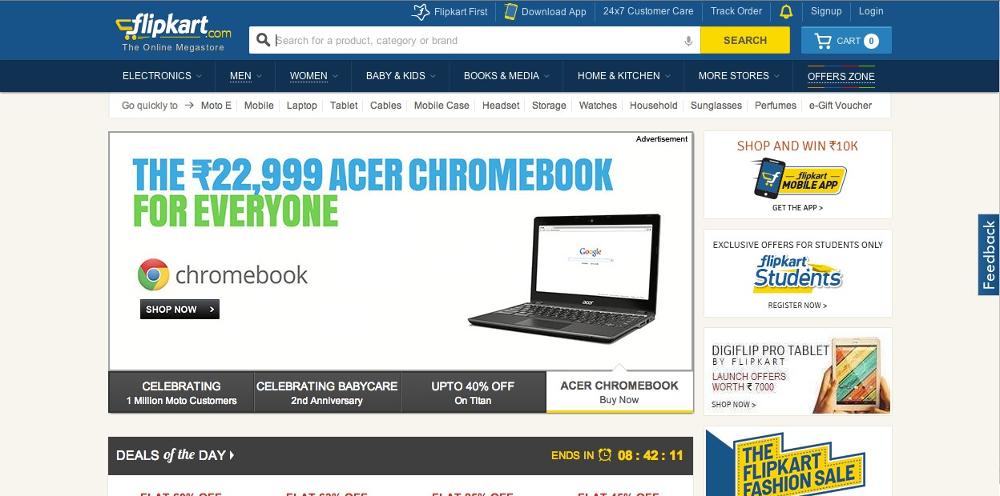 Flipkart First
Download App
24x7 Customer Care
Track Order
Signup
Login
flipkart.com
The Online Megastore
Search for a product, category or brand
SEARCH
CART 0
ELECTRONICS
MEN
WOMEN
BABY & KIDS
BOOKS & MEDIA
HOME & KITCHEN
MORE STORES
OFFERS ZONE
Go quickly to
Moto E
Mobile
Laptop
Tablet
Cables
Mobile Case
Headset
Storage
Watches
Household
Sunglasses
Perfumes
e-Gift Voucher
Advertisement
THE ₹22,999 ACER CHROMEBOOK
FOR EVERYONE
chromebook
SHOP NOW >
Google
acer
CELEBRATING
1 Million Moto Customers
CELEBRATING BABYCARE
2nd Anniversary
UPTO 40% OFF
On Titan
ACER CHROMEBOOK
Buy Now
SHOP AND WIN ₹10K
flipkart
MOBILE APP
GET THE APP >
EXCLUSIVE OFFERS FOR STUDENTS ONLY
flipkart
Students
REGISTER NOW >
DIGIFLIP PRO TABLET
BY FLIPKART
LAUNCH OFFERS
WORTH ₹ 7000
SHOP NOW >
Feedback
DEALS of the DAY
ENDS IN 08 : 42 : 11
THE
FLIPKART
FASHION SALE